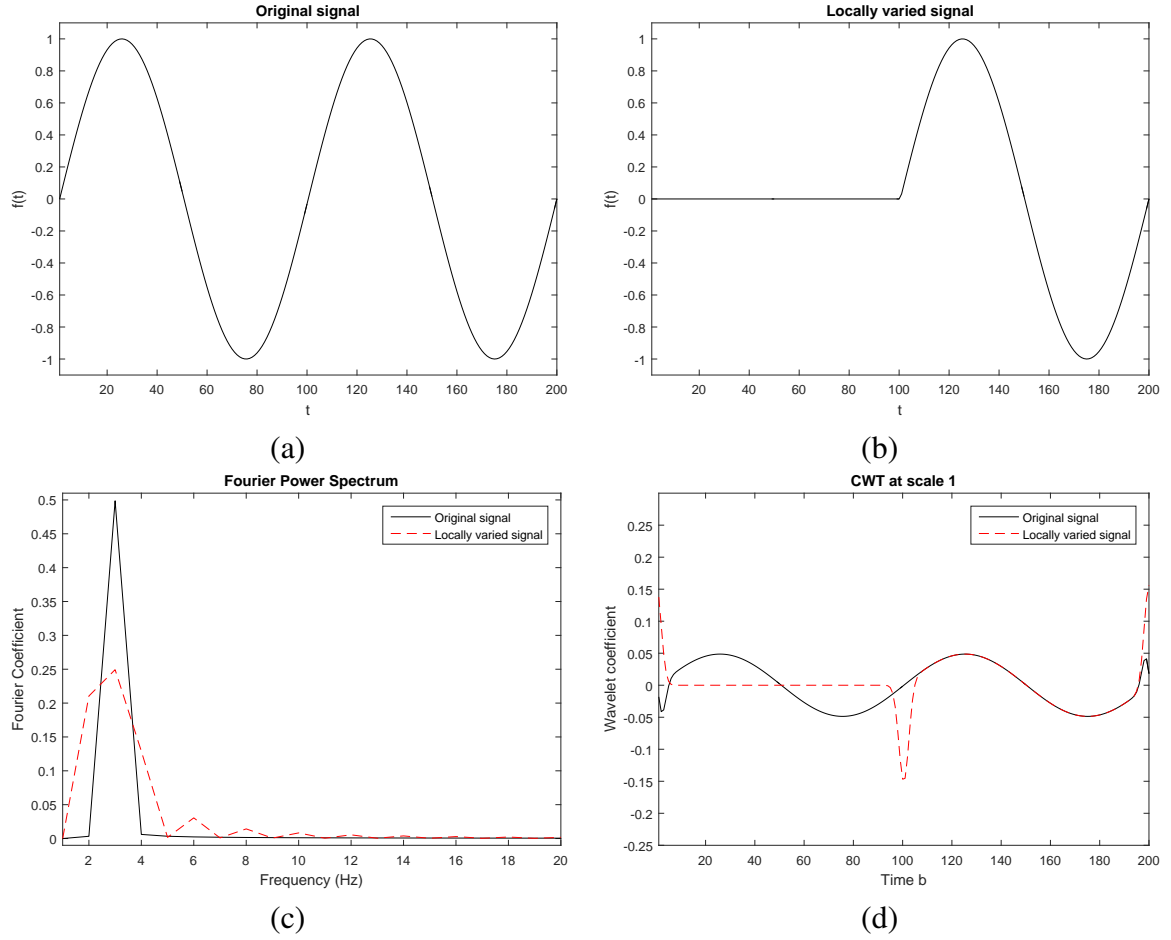 Original signal
1
0.8
0.6
0.4
0.2
0
-0.2
-0.4
-0.6
-0.8
-1
f(t)
20 40 60 80 100 120 140 160 180 200
t
(a)
Locally varied signal
1
0.8
0.6
0.4
0.2
0
-0.2
-0.4
-0.6
-0.8
-1
f(t)
20 40 60 80 100 120 140 160 180 200
t
(b)
Fourier Power Spectrum
0.5
0.45
0.4
0.35
0.3
0.25
0.2
0.15
0.1
0.05
0
Fourier Coefficient
Original signal
Locally varied signal
2 4 6 8 10 12 14 16 18 20
Frequency (Hz)
(c)
CWT at scale 1
0.25
0.2
0.15
0.1
0.05
0
-0.05
-0.1
-0.15
-0.2
-0.25
Wavelet coefficient
Original signal
Locally varied signal
20 40 60 80 100 120 140 160 180 200
Time b
(d)